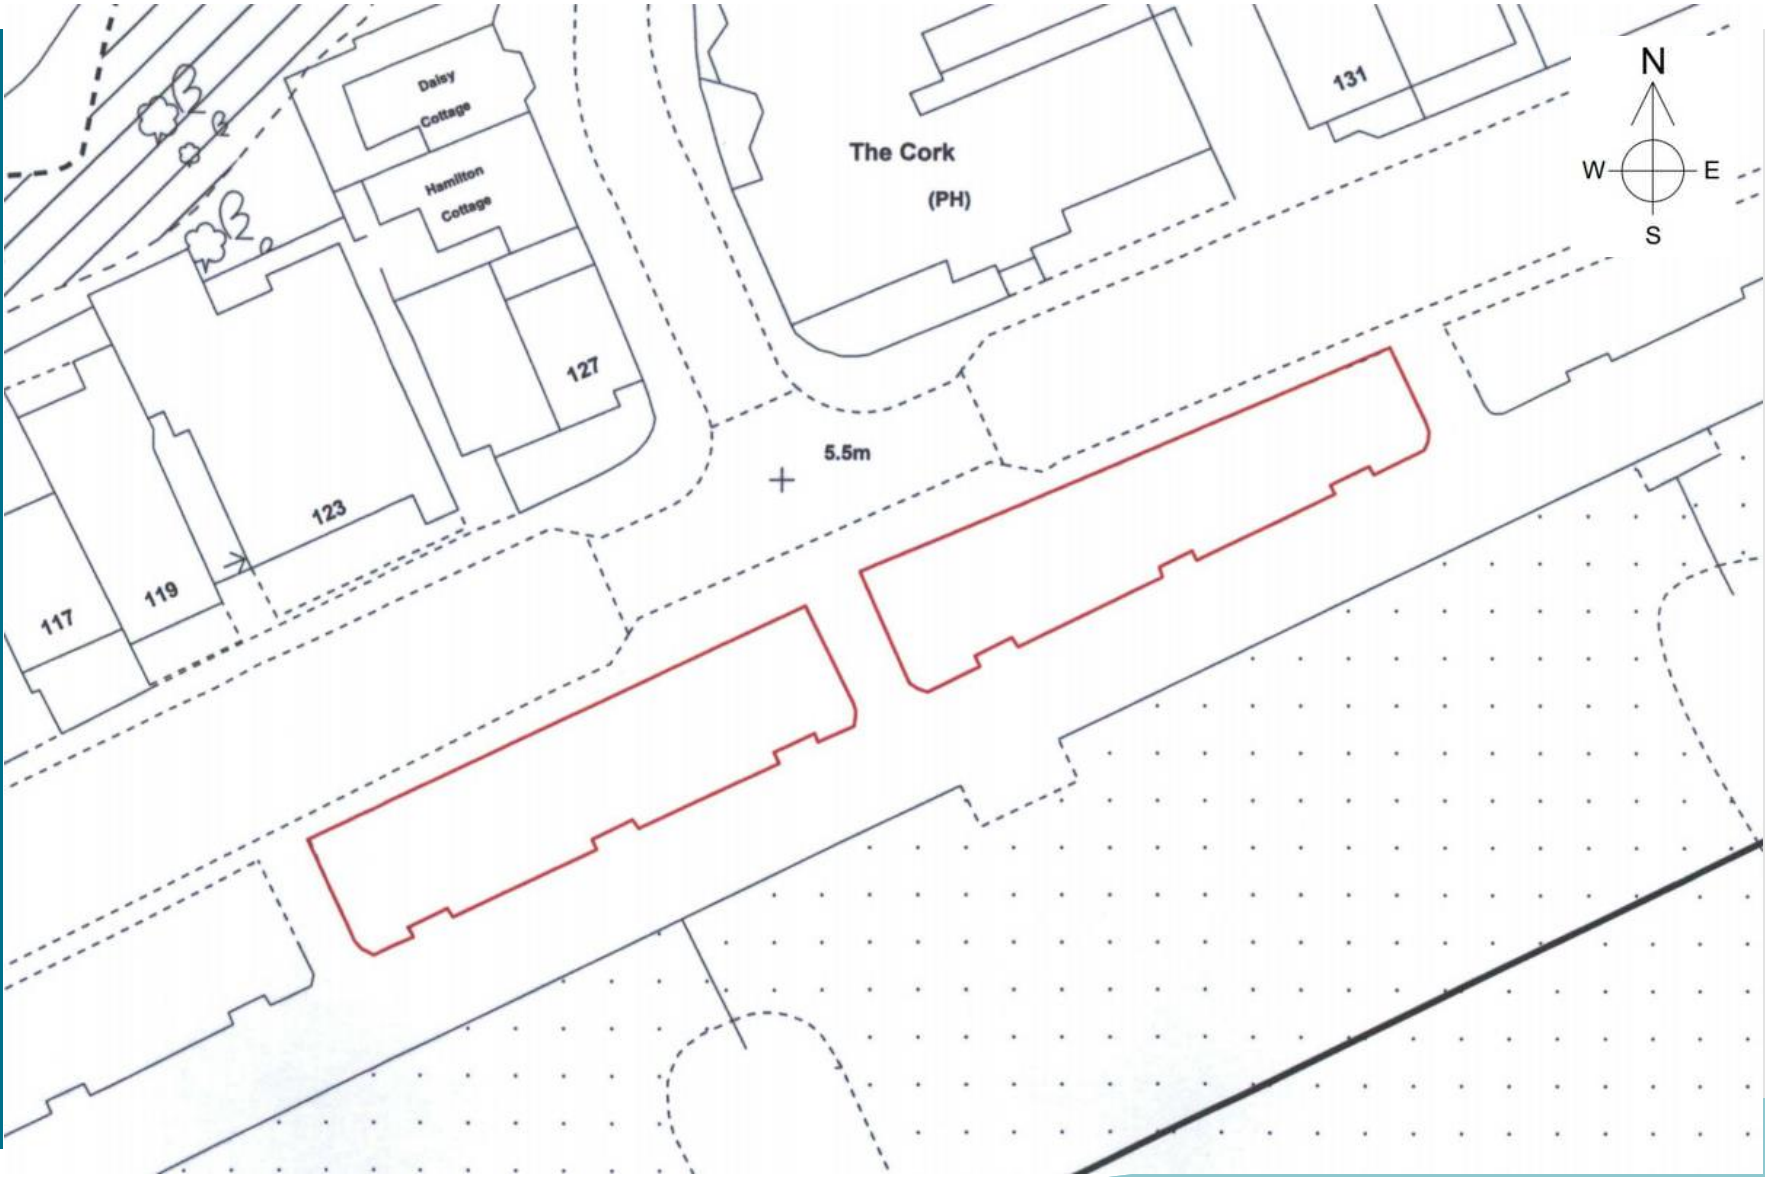 Daisy
Cottage
Hamilton
Cottage
The Cork
(PH)
131
N
W
E
S
127
5.5m
123
119
117